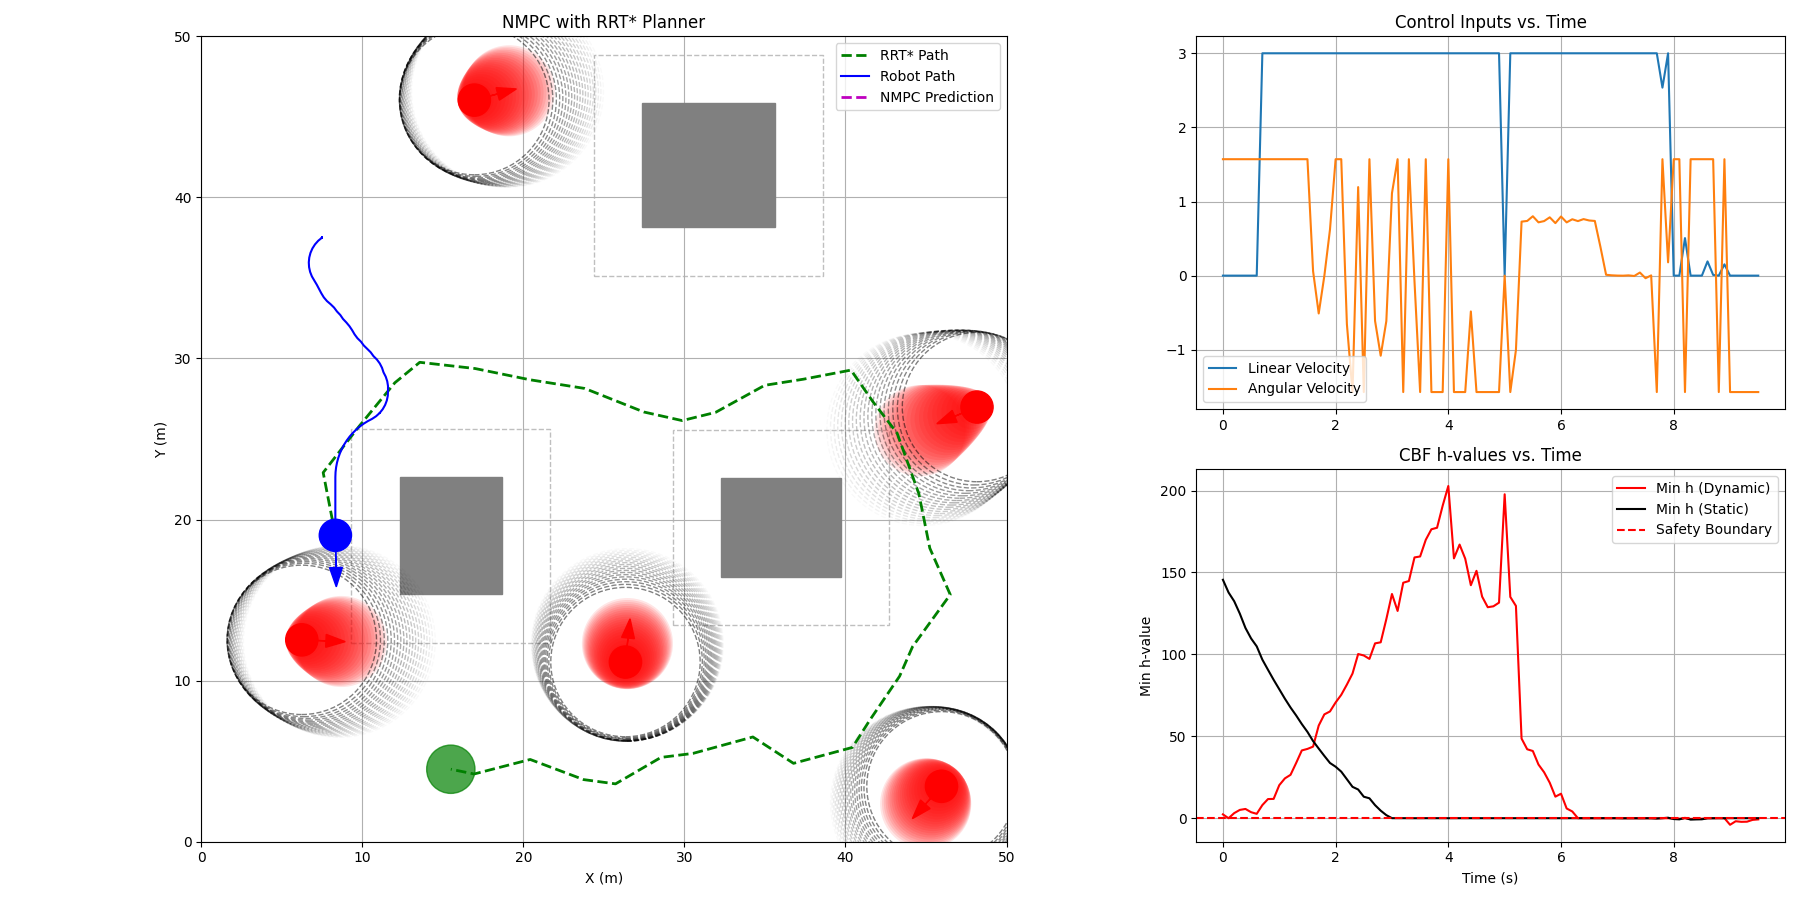 NMPC with RRT* Planner
50
40
30
20
10
0
Y (m)
0
10
20
30
40
50
X (m)
RRT* Path
Robot Path
NMPC Prediction
Control Inputs vs. Time
3
2
1
0
−1
Linear Velocity
Angular Velocity
0
2
4
6
8
CBF h-values vs. Time
200
150
100
50
0
Min h-value
Min h (Dynamic)
Min h (Static)
Safety Boundary
0
2
4
6
8
Time (s)